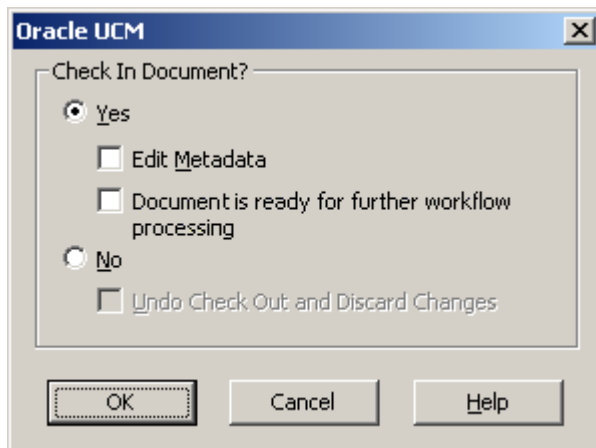 Oracle UCM
Check In Document?
Yes
Edit Metadata
Document is ready for further workflow
processing
No
Undo Check Out and Discard Changes
OK Cancel Help